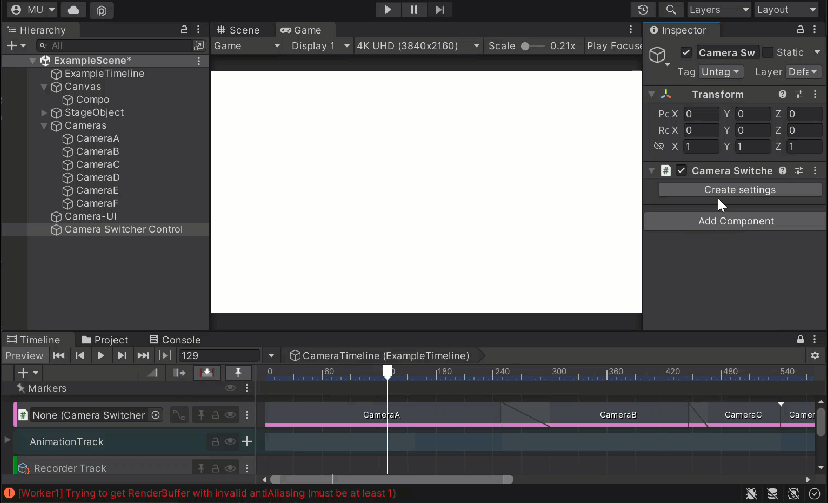 MU
Layers
Layout
Hierarchy
All
ExampleScene*
ExampleTimeline
Canvas
Compo
StageObject
Cameras
CameraA
CameraB
CameraC
CameraD
CameraE
CameraF
Camera-UI
Camera Switcher Control
Scene
Game
Game
Display 1
4K UHD (3840x2160)
Scale
0.21x
Play Focuse
Inspector
Camera Sw
Static
Tag
Untag
Layer
Defa
Transform
X 0 Y 0 Z 0
X 0 Y 0 Z 0
X 1 Y 1 Z 1
Camera Switche
Create settings
Add Component
Timeline
Project
Console
Preview
129
CameraTimeline (ExampleTimeline)
0
60
180
240
300
360
420
480
540
Markers
None (Camera Switcher
CameraA
CameraB
CameraC
Camer
AnimationTrack
Recorder Track
[Worker1] Trying to get RenderBuffer with invalid antiAliasing (must be at least 1)